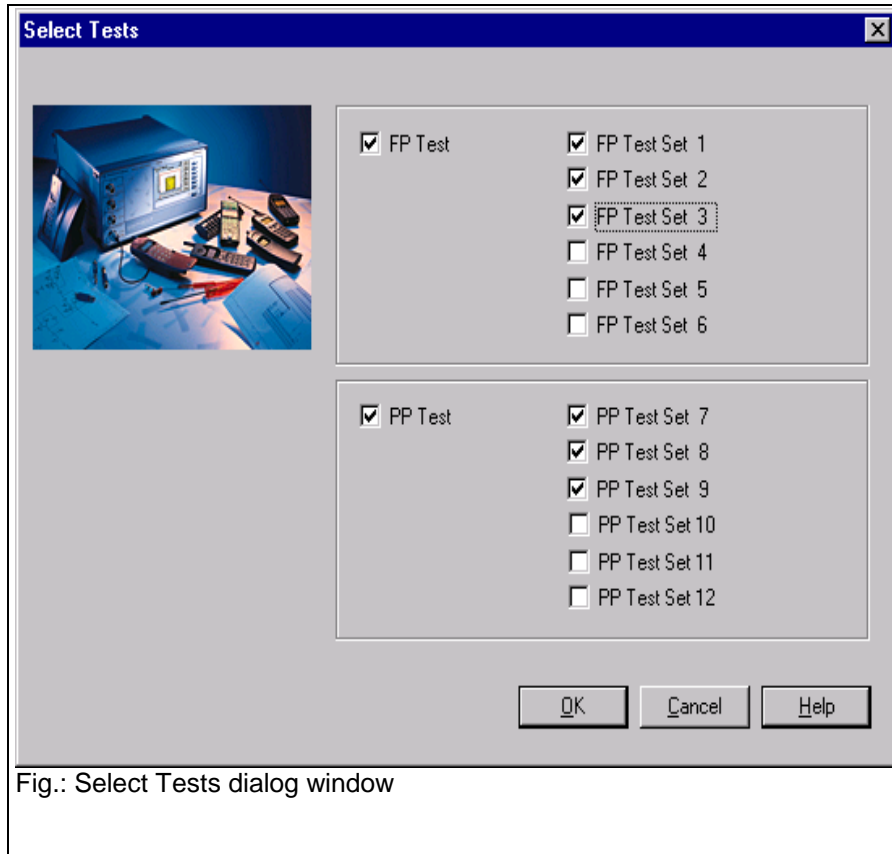 Select Tests
FP Test
FP Test Set 1
FP Test Set 2
FP Test Set 3
FP Test Set 4
FP Test Set 5
FP Test Set 6
PP Test
PP Test Set 7
PP Test Set 8
PP Test Set 9
PP Test Set 10
PP Test Set 11
PP Test Set 12
OK
Cancel
Help
Fig.: Select Tests dialog window